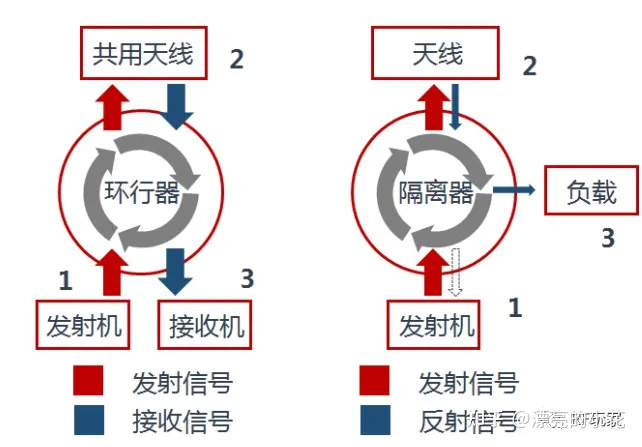 共用天线
2
环行器
1
3
发射机
接收机
发射信号
接收信号
天线
2
隔离器
负载
3
1
发射机
发射信号
反射信号
知乎 @漂亮的